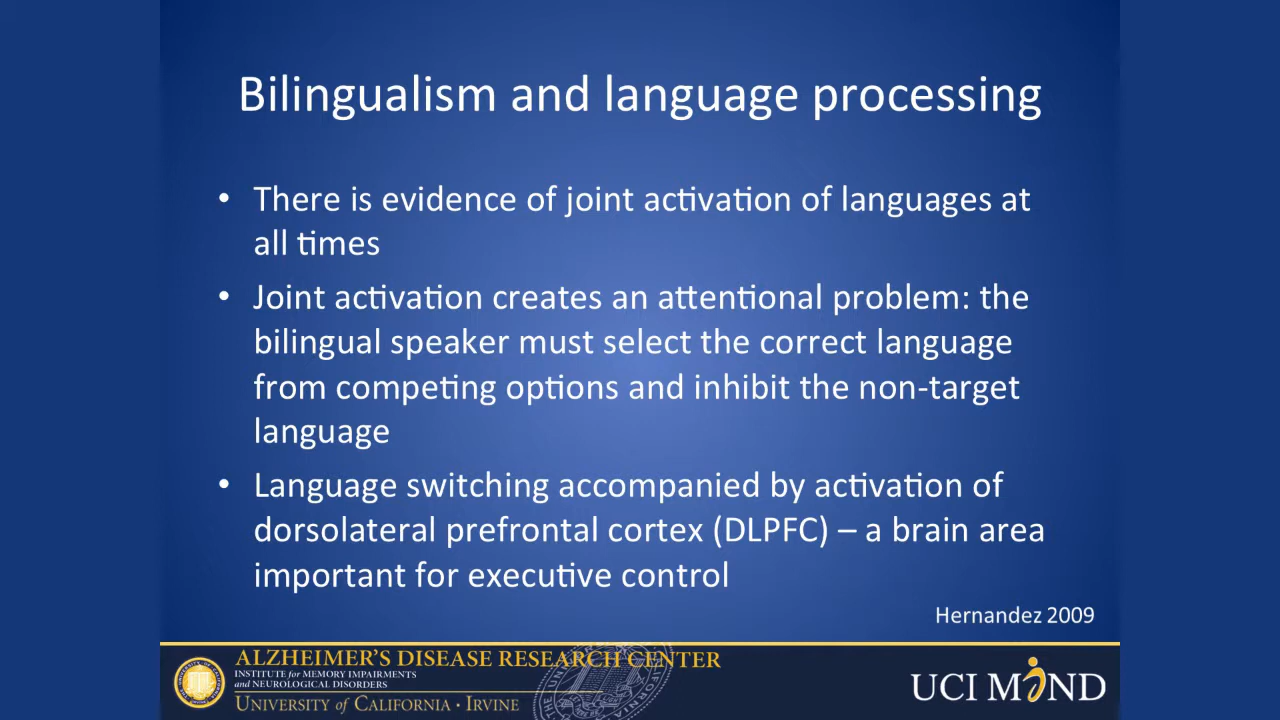 Bilingualism and language processing
• There is evidence of joint activation of languages at
all times
• Joint activation creates an attentional problem: the
bilingual speaker must select the correct language
from competing options and inhibit the non-target
language
• Language switching accompanied by activation of
dorsolateral prefrontal cortex (DLPFC) – a brain area
important for executive control
Hernandez 2009
ALZHEIMER'S DISEASE RESEARCH CENTER
INSTITUTE for MEMORY IMPAIRMENTS
and NEUROLOGICAL DISORDERS
UNIVERSITY of CALIFORNIA · IRVINE
UCI MIND